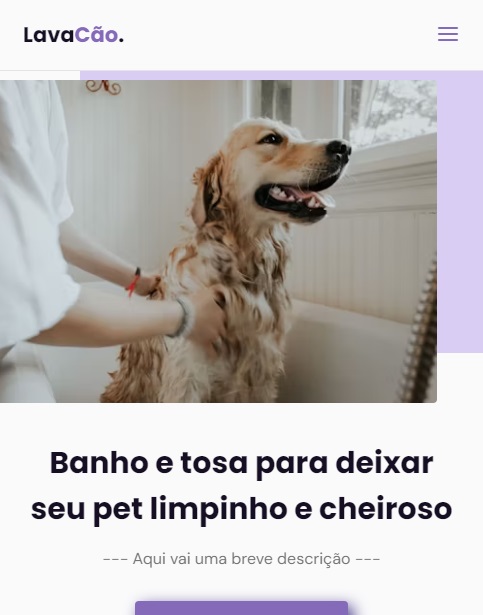 LavaCão.
Banho e tosa para deixar
seu pet limpinho e cheiroso
--- Aqui vai uma breve descrição ---